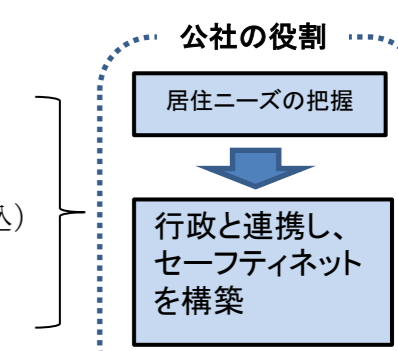 公社の役割
居住ニーズの把握
込）
行政と連携し、
セーフティネット
を構築